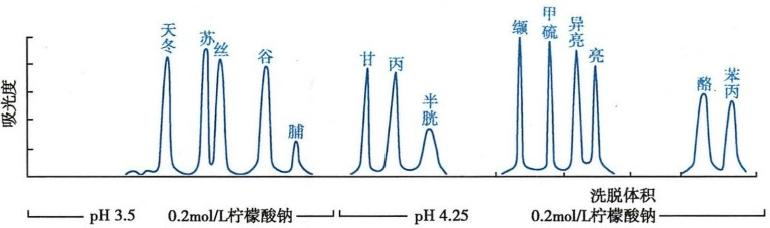 吸光度
天冬
苏
丝
谷
脯
甘
丙
半胱
缬
甲硫
异亮
亮
酪
苯丙
洗脱体积
pH 3.5 0.2mol/L柠檬酸钠
pH 4.25 0.2mol/L柠檬酸钠